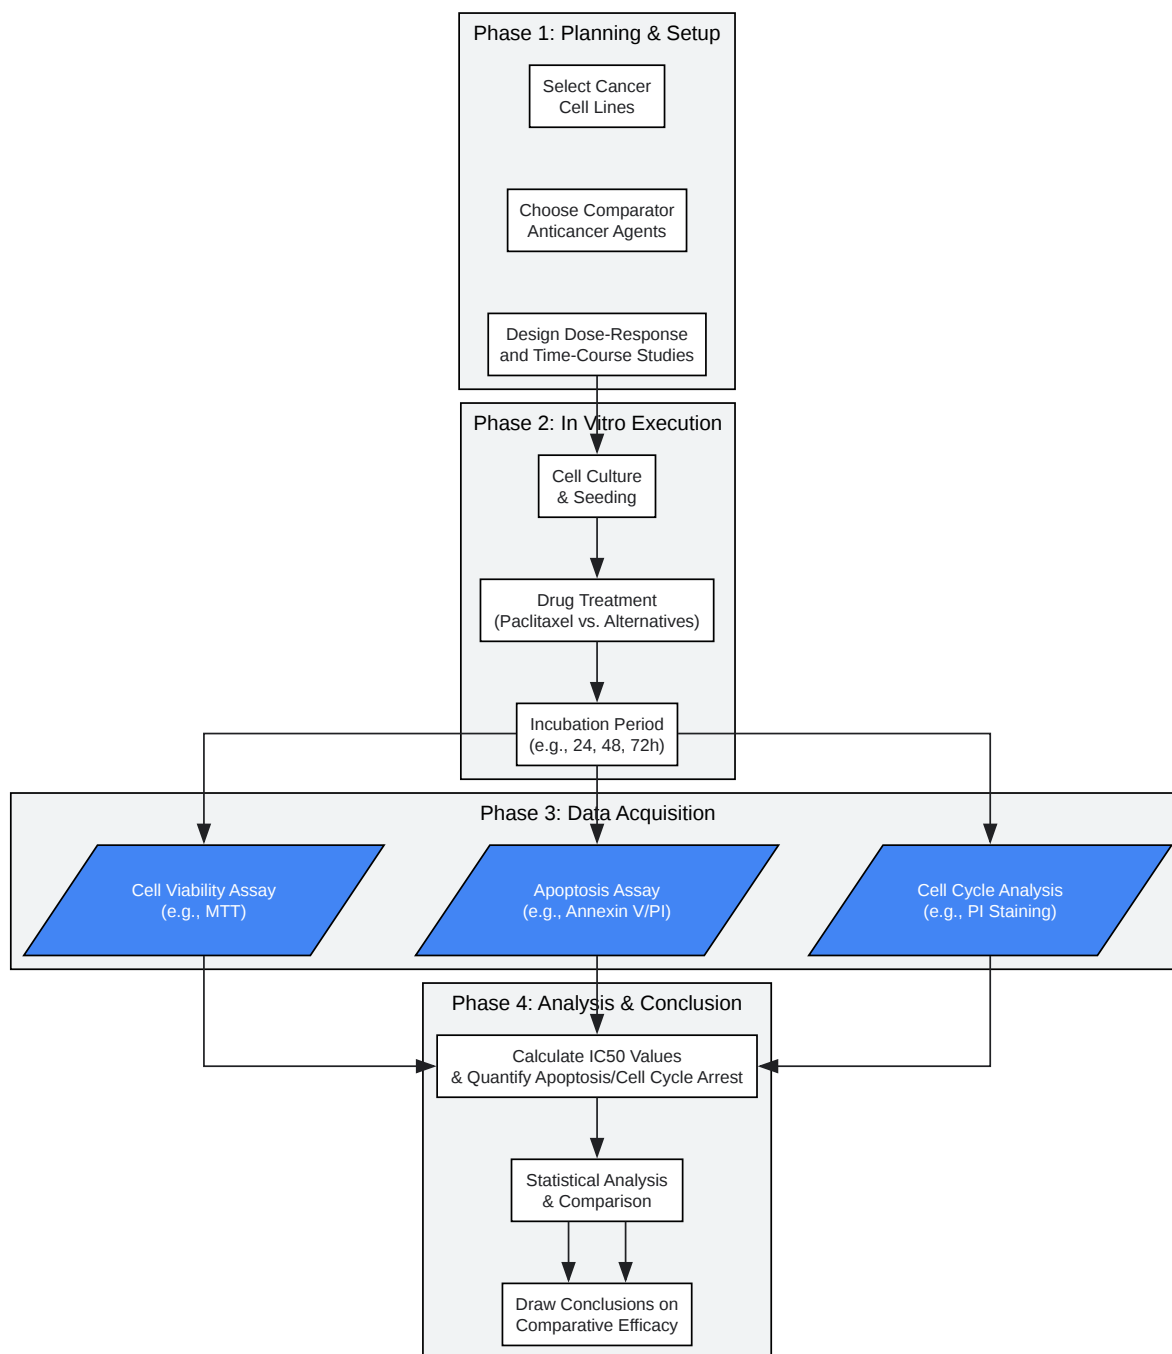 Phase 1: Planning & Setup
Select Cancer
Cell Lines
Choose Comparator
Anticancer Agents
Design Dose-Response
and Time-Course Studies
Phase 2: In Vitro Execution
Cell Culture
& Seeding
Drug Treatment
(Paclitaxel vs. Alternatives)
Incubation Period
(e.g., 24, 48, 72h)
Phase 3: Data Acquisition
Cell Viability Assay
(e.g., MTT)
Apoptosis Assay
(e.g., Annexin V/PI)
Cell Cycle Analysis
(e.g., PI Staining)
Phase 4: Analysis & Conclusion
Calculate IC50 Values
& Quantify Apoptosis/Cell Cycle Arrest
Statistical Analysis
& Comparison
Draw Conclusions on
Comparative Efficacy